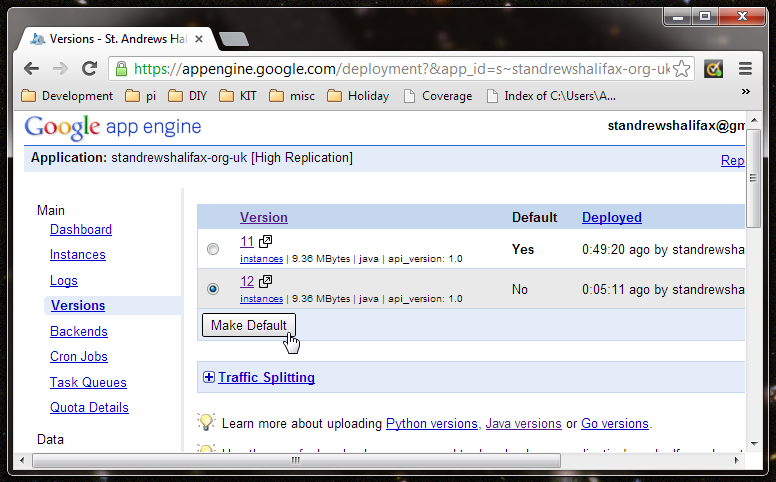 Versions - St. Andrews Hal
https://appengine.google.com/deployment?&app_id=s~standrewshalifax-org-uk
Development pi DIY KIT misc Holiday Coverage Index of C:\Users\A...
Google app engine
standrewshalifax@gm
Application: standrewshalifax-org-uk [High Replication]
Rep
Main
Dashboard
Instances
Logs
Versions
Backends
Cron Jobs
Task Queues
Quota Details
Data
Version Default Deployed
11 Yes 0:49:20 ago by standrewsha
instances | 9.36 MBytes | java | api_version: 1.0
12 No 0:05:11 ago by standrewsha
instances | 9.36 MBytes | java | api_version: 1.0
Make Default
Traffic Splitting
Learn more about uploading Python versions, Java versions or Go versions.